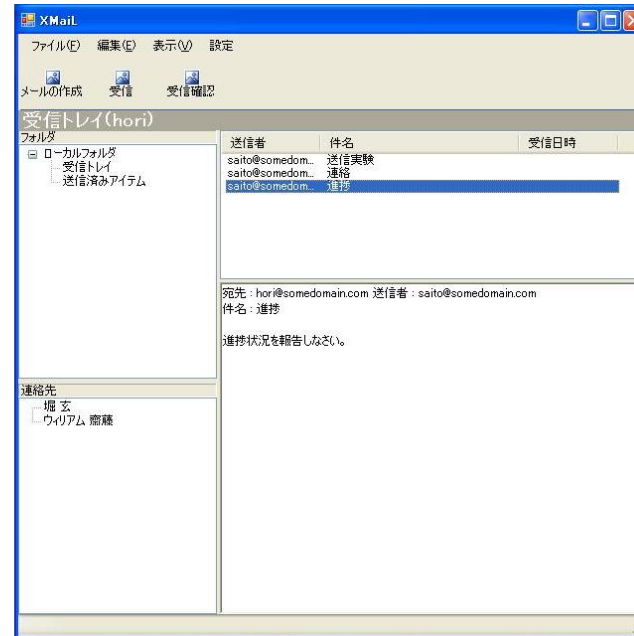 XMaiL
ファイル(F) 編集(E) 表示(V) 設定
メールの作成 受信 受信確認
受信トレイ(hori)
フォルダ
ローカルフォルダ
受信トレイ
送信済みアイテム
送信者 件名 受信日時
saito@somedom... 送信実験
saito@somedom... 連絡
saito@somedom... 進捗
宛先 : hori@somedomain.com 送信者 : saito@somedomain.com
件名 : 進捗
進捗状況を報告しなさい。
連絡先
堀 玄
ウィリアム 齋藤